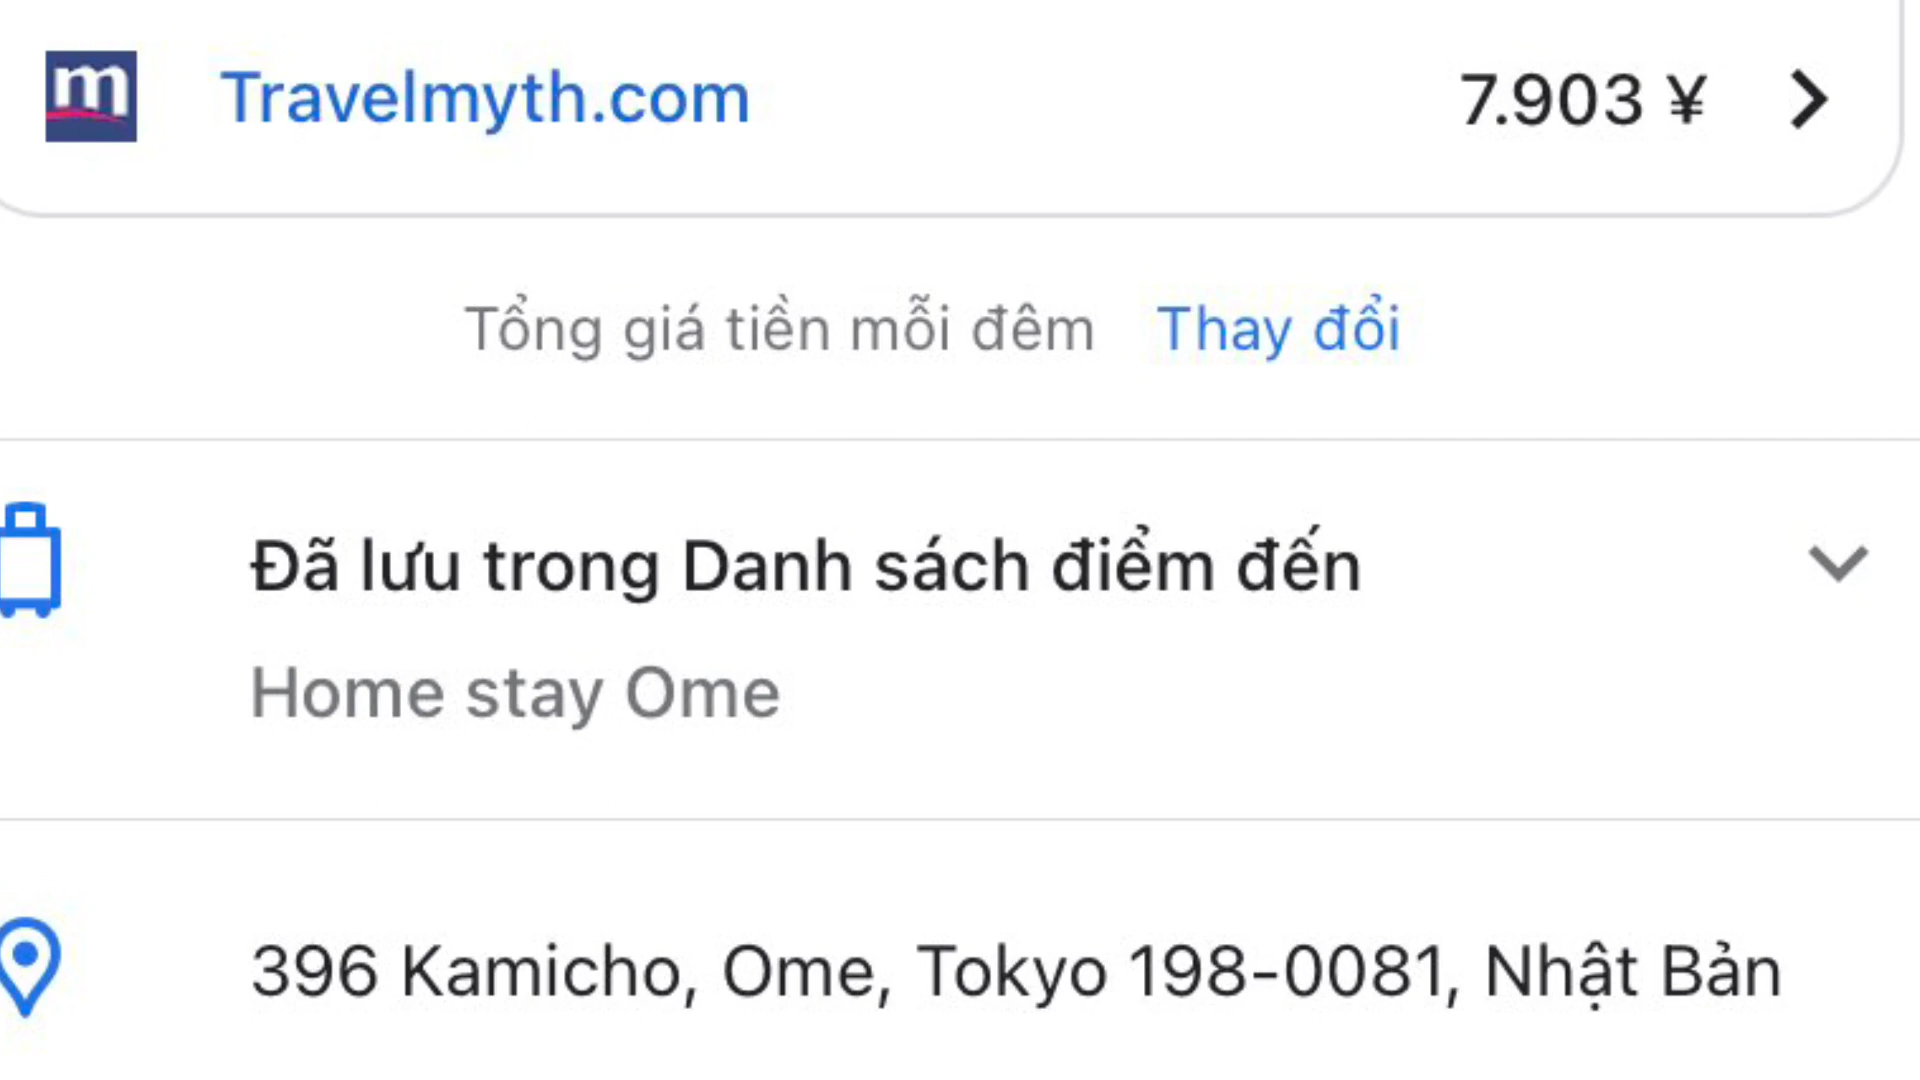 m
Travelmyth.com 7.903 ¥
Tổng giá tiền mỗi đêm Thay đổi
Đã lưu trong Danh sách điểm đến
Home stay Ome
396 Kamicho, Ome, Tokyo 198-0081, Nhật Bản